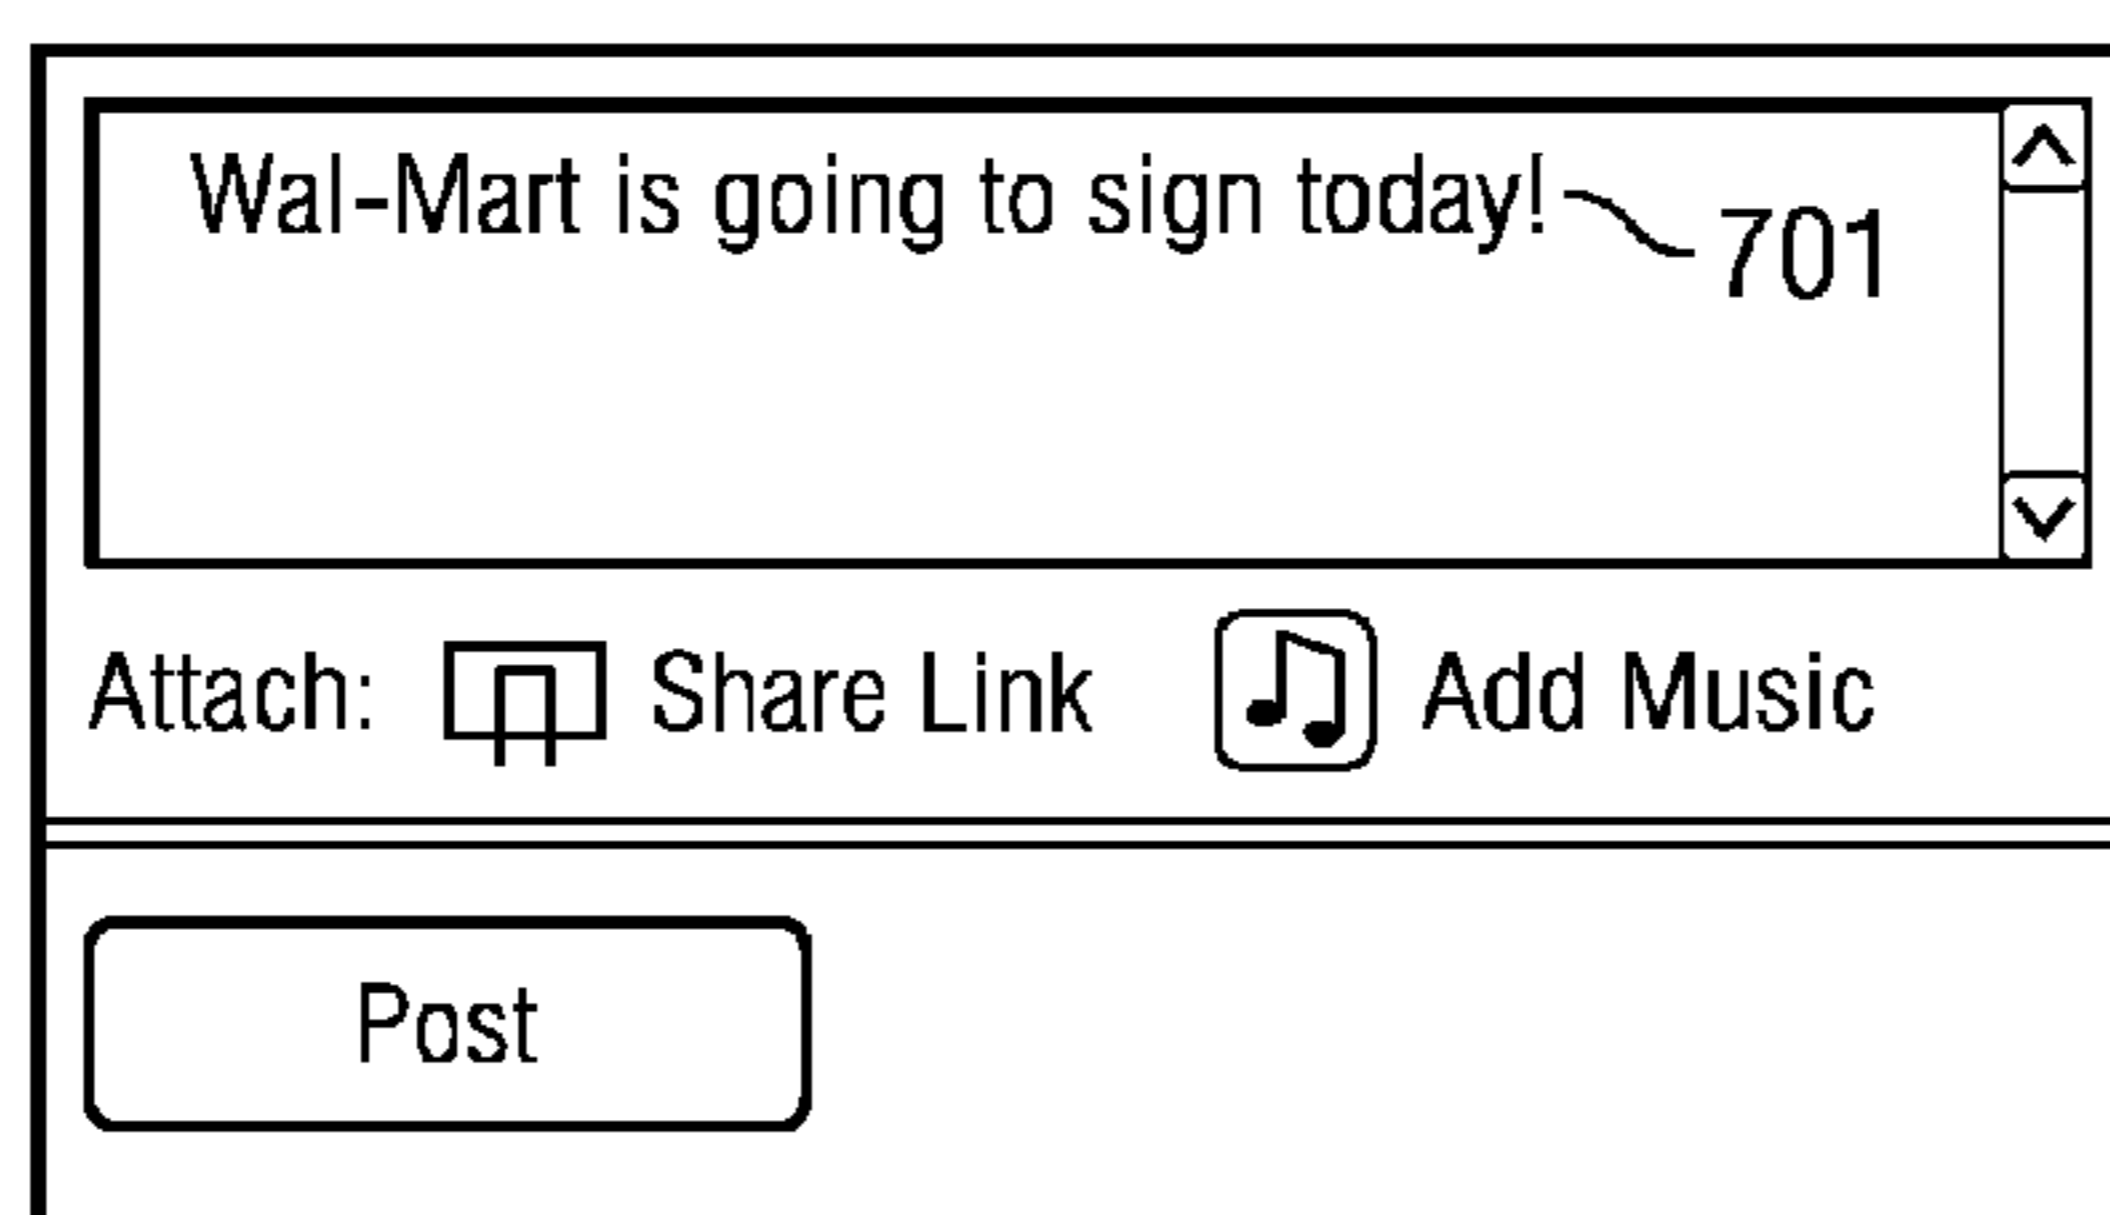 Wal-Mart is going to sign today!
701
Attach: Share Link Add Music
Post